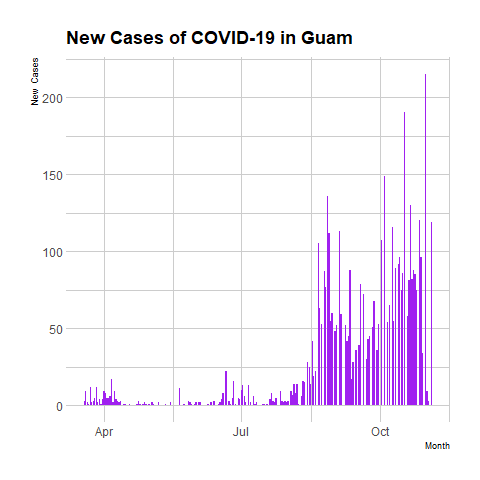 New Cases of COVID-19 in Guam
New Cases
200
150
100
50
0
Apr
Jul
Oct
Month